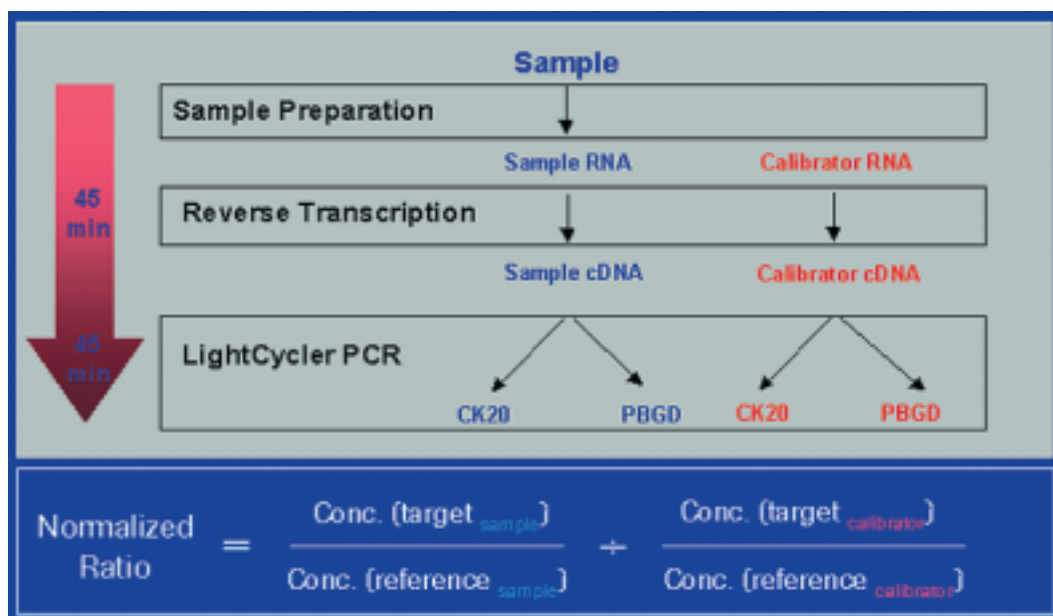 Sample
Sample Preparation
Sample RNA Calibrator RNA
45
min
Reverse Transcription
Sample cDNA Calibrator cDNA
45
min
LightCycler PCR
CK20 PBGD CK20 PBGD
Normalized
Ratio
=
Conc. (target sample)
Conc. (reference sample)
÷
Conc. (target calibrator)
Conc. (reference calibrator)